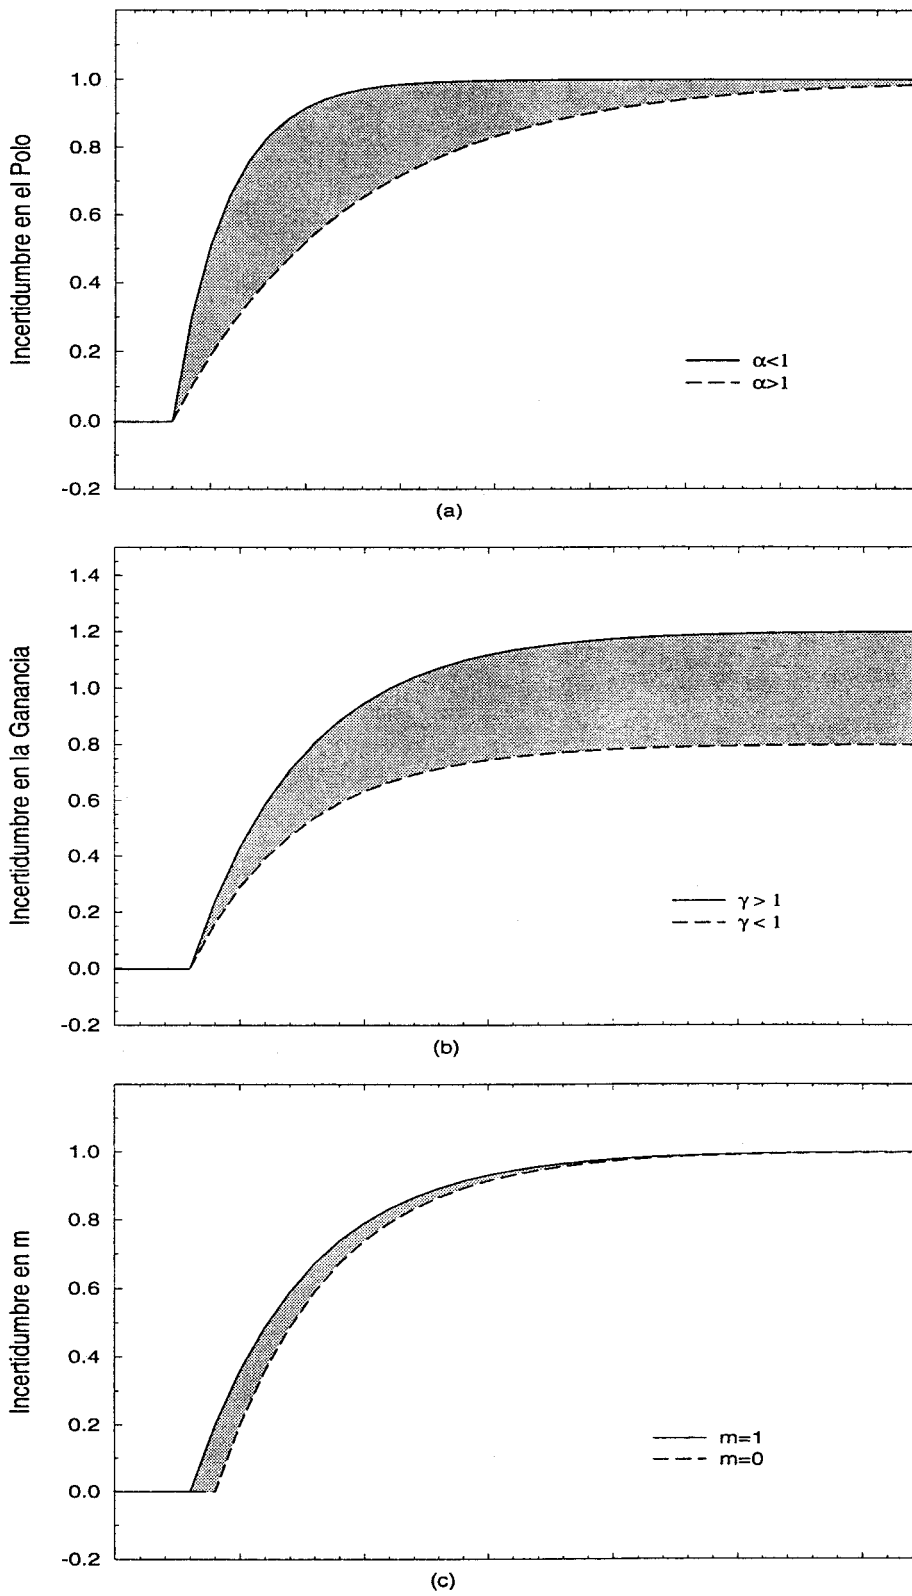 1.0
0.8
0.6
0.4
0.2
0.0
-0.2
Incertidumbre en el Polo
α<1
α>1
(a)
1.4
1.2
1.0
0.8
0.6
0.4
0.2
0.0
-0.2
Incertidumbre en la Ganancia
γ > 1
γ < 1
(b)
1.0
0.8
0.6
0.4
0.2
0.0
-0.2
Incertidumbre en m
m=1
m=0
(c)